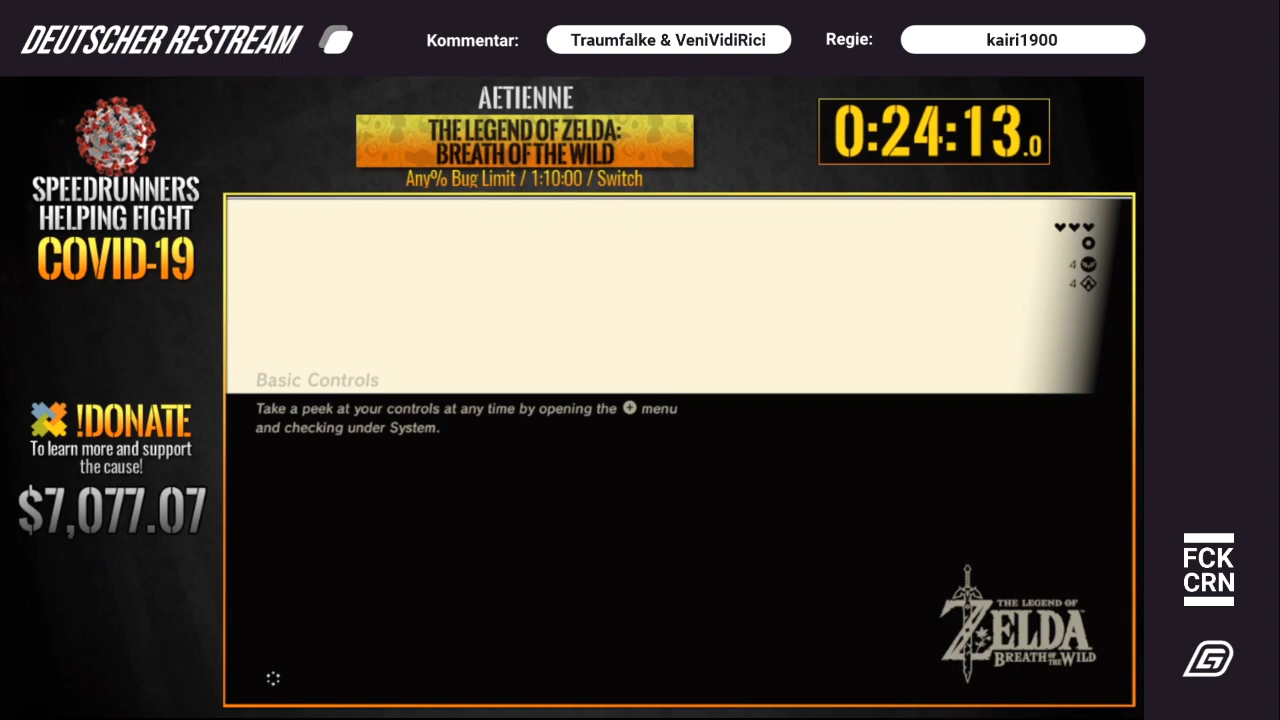 DEUTSCHER RESTREAM
Kommentar:
Traumfalke & VeniVidiRici
Regie:
kairi1900
AETIENNE
THE LEGEND OF ZELDA:
BREATH OF THE WILD
Any% Bug Limit / 1:10:00 / Switch
0:24:13.0
SPEEDRUNNERS
HELPING FIGHT
COVID-19
4
4
Basic Controls
Take a peek at your controls at any time by opening the + menu
and checking under System.
!DONATE
To learn more and support
the cause!
$7,077.07
FCK
CRN
THE LEGEND OF
ZELDA
BREATH OF THE WILD